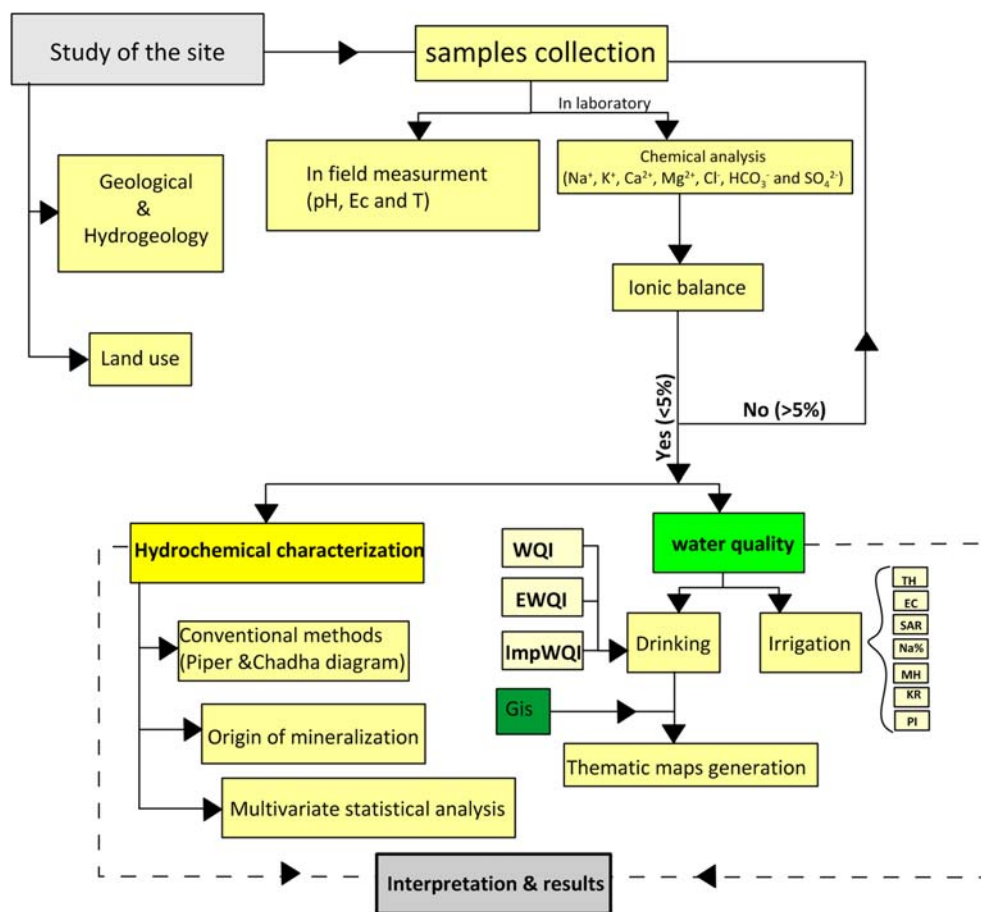 Study of the site
samples collection
In laboratory
In field measurment
(pH, Ec and T)
Chemical analysis
(Na⁺, K⁺, Ca²⁺, Mg²⁺, Cl⁻, HCO₃⁻ and SO₄²⁻)
Geological
&
Hydrogeology
Ionic balance
Land use
Yes (<5%)
No (>5%)
Hydrochemical characterization
water quality
WQI
EWQI
ImpWQI
Drinking
Irrigation
TH
EC
SAR
Na%
MH
KR
PI
Conventional methods
(Piper &Chadha diagram)
Gis
Origin of mineralization
Thematic maps generation
Multivariate statistical analysis
Interpretation & results